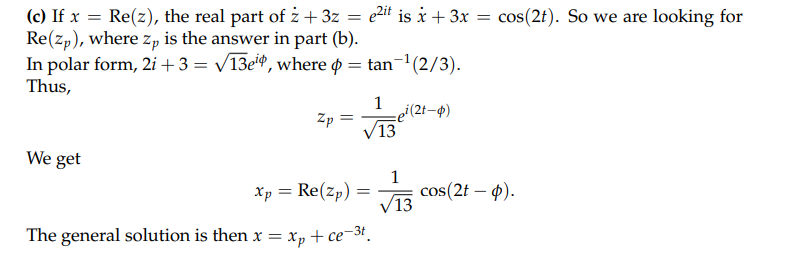 (c) If x = Re(z), the real part of ż + 3z = e^{2it} is ẋ + 3x = cos(2t). So we are looking for
Re(z_p), where z_p is the answer in part (b).
In polar form, 2i + 3 = √13e^{iϕ}, where ϕ = tan^{−1}(2/3).
Thus,
z_p = \frac{1}{√13} e^{i(2t−ϕ)}
We get
x_p = Re(z_p) = \frac{1}{√13} cos(2t − ϕ).
The general solution is then x = x_p + ce^{−3t}.